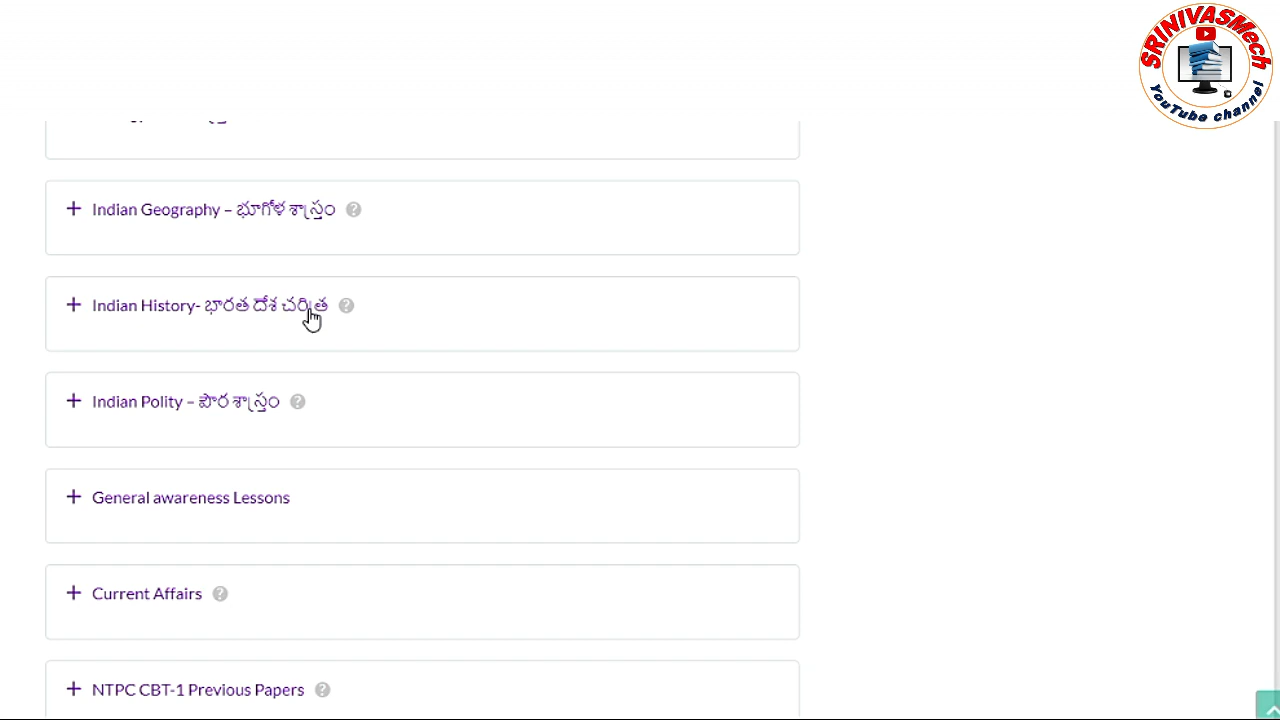 SRINIVASMech
YouTube channel
+ Indian Geography – భూగోళ శాస్త్రం ?
+ Indian History- భారత దేశ చరిత్ర ?
+ Indian Polity – పౌర శాస్త్రం ?
+ General awareness Lessons
+ Current Affairs ?
+ NTPC CBT-1 Previous Papers ?